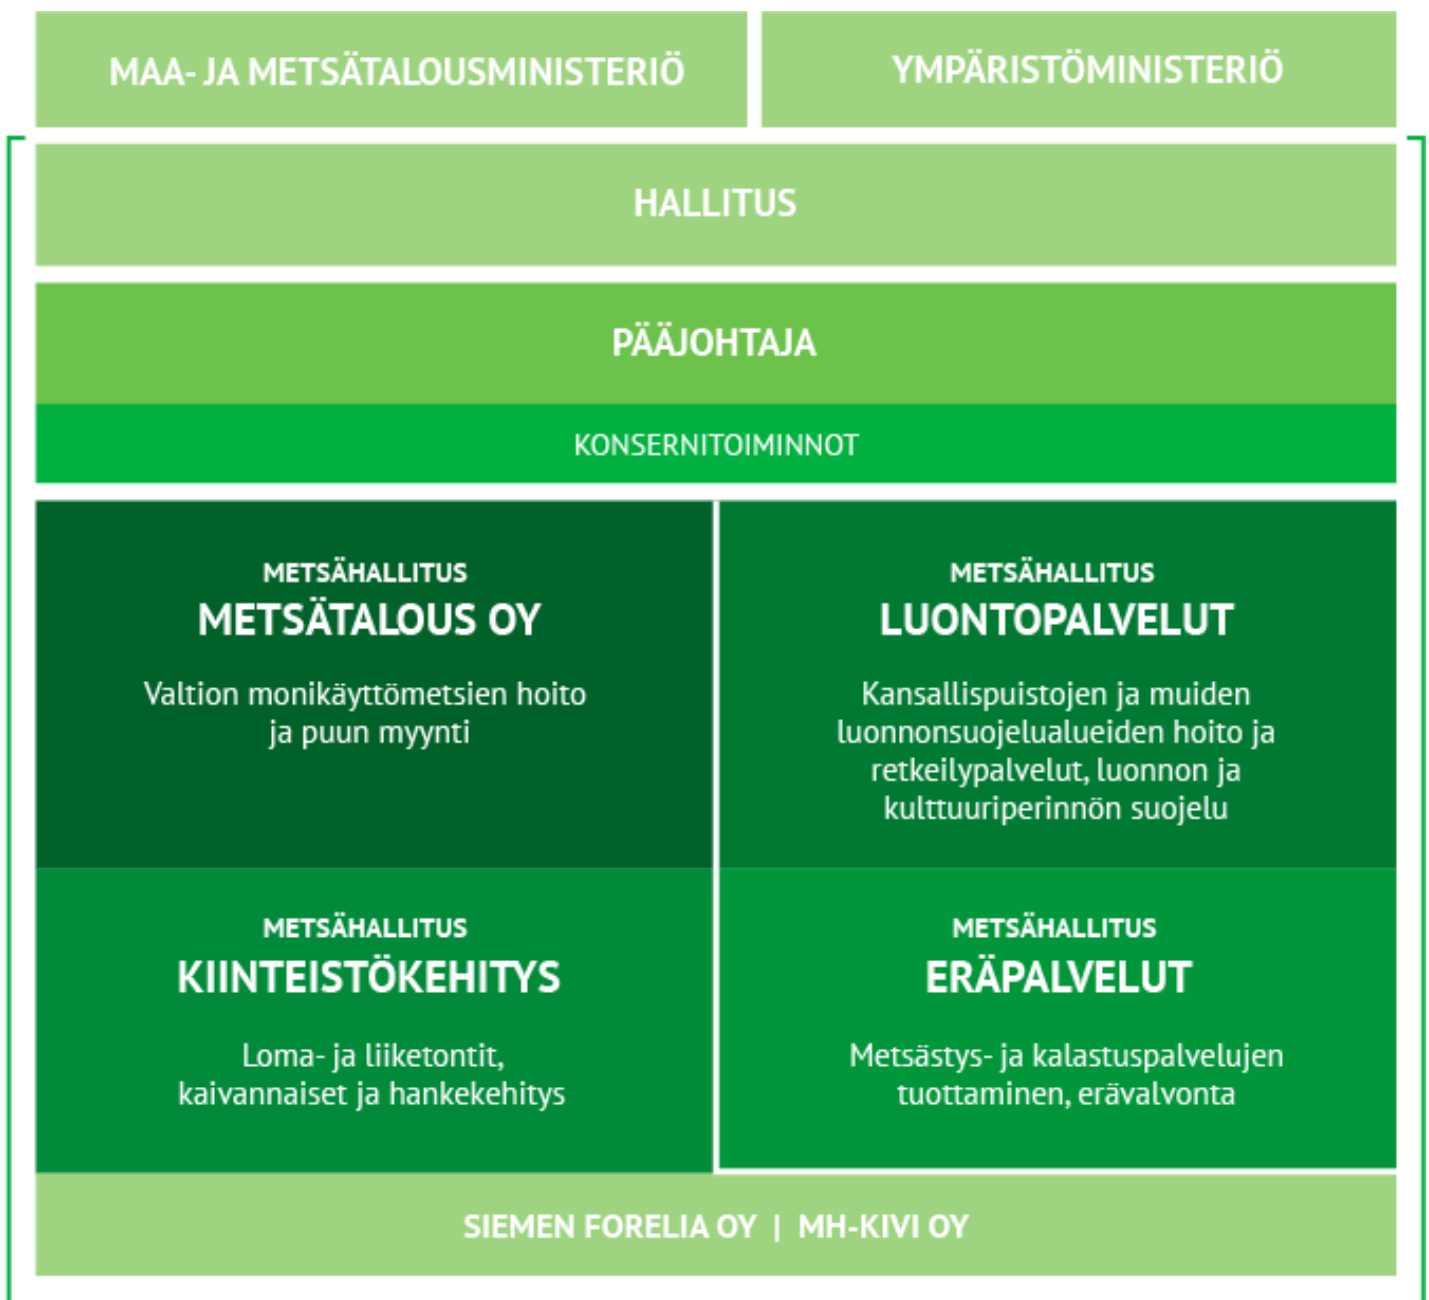 MAA- JA METSÄTALOUSMINISTERIÖ
YMPÄRISTÖMINISTERIÖ
HALLITUS
PÄÄJOHTAJA
KONSERNITOIMINNOT
METSÄHALLITUS
METSÄTALOUS OY
Valtion monikäyttömetsien hoito
ja puun myynti
METSÄHALLITUS
LUONTOPALVELUT
Kansallispuistojen ja muiden
luonnonsuojelualueiden hoito ja
retkeilypalvelut, luonnon ja
kulttuuriperinnön suojelu
METSÄHALLITUS
KIINTEISTÖKEHITYS
Loma- ja liiketontit,
kaivannaiset ja hankekehitys
METSÄHALLITUS
ERÄPALVELUT
Metsästys- ja kalastuspalvelujen
tuottaminen, erävalvonta
SIEMEN FORELIA OY | MH-KIVI OY